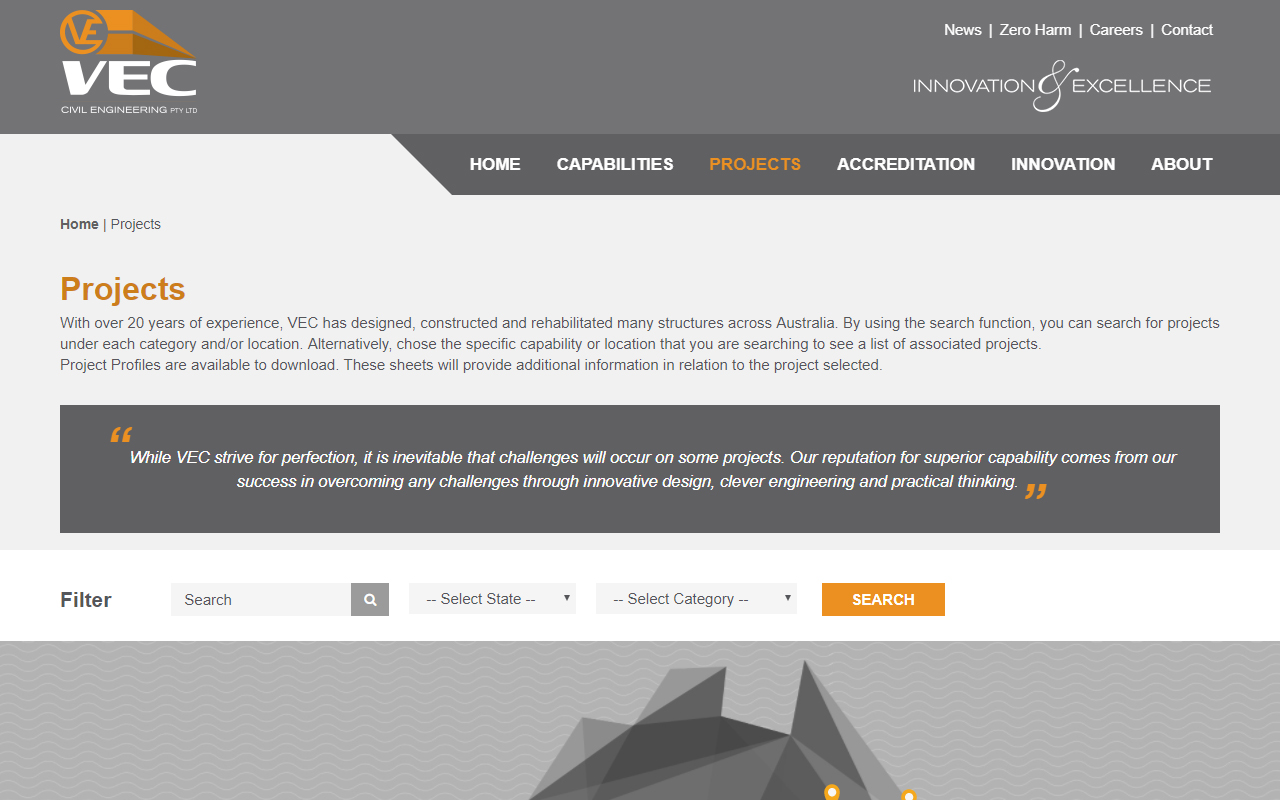 VE
VEC
CIVIL ENGINEERING PTY LTD
News | Zero Harm | Careers | Contact
INNOVATION & EXCELLENCE
HOME CAPABILITIES PROJECTS ACCREDITATION INNOVATION ABOUT
Home | Projects
Projects
With over 20 years of experience, VEC has designed, constructed and rehabilitated many structures across Australia. By using the search function, you can search for projects
under each category and/or location. Alternatively, chose the specific capability or location that you are searching to see a list of associated projects.
Project Profiles are available to download. These sheets will provide additional information in relation to the project selected.
“While VEC strive for perfection, it is inevitable that challenges will occur on some projects. Our reputation for superior capability comes from our
success in overcoming any challenges through innovative design, clever engineering and practical thinking.”
Filter Search -- Select State -- -- Select Category -- SEARCH